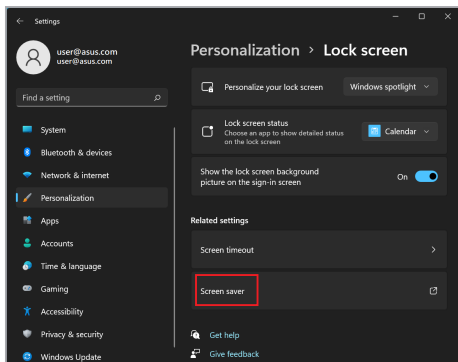 Settings
user@asus.com
user@asus.com
Find a setting
System
Bluetooth & devices
Network & internet
Personalization
Apps
Accounts
Time & language
Gaming
Accessibility
Privacy & security
Windows Update
Personalization > Lock screen
Personalize your lock screen
Windows spotlight
Lock screen status
Choose an app to show detailed status
on the lock screen
Calendar
Show the lock screen background
picture on the sign-in screen
On
Related settings
Screen timeout
Screen saver
Get help
Give feedback